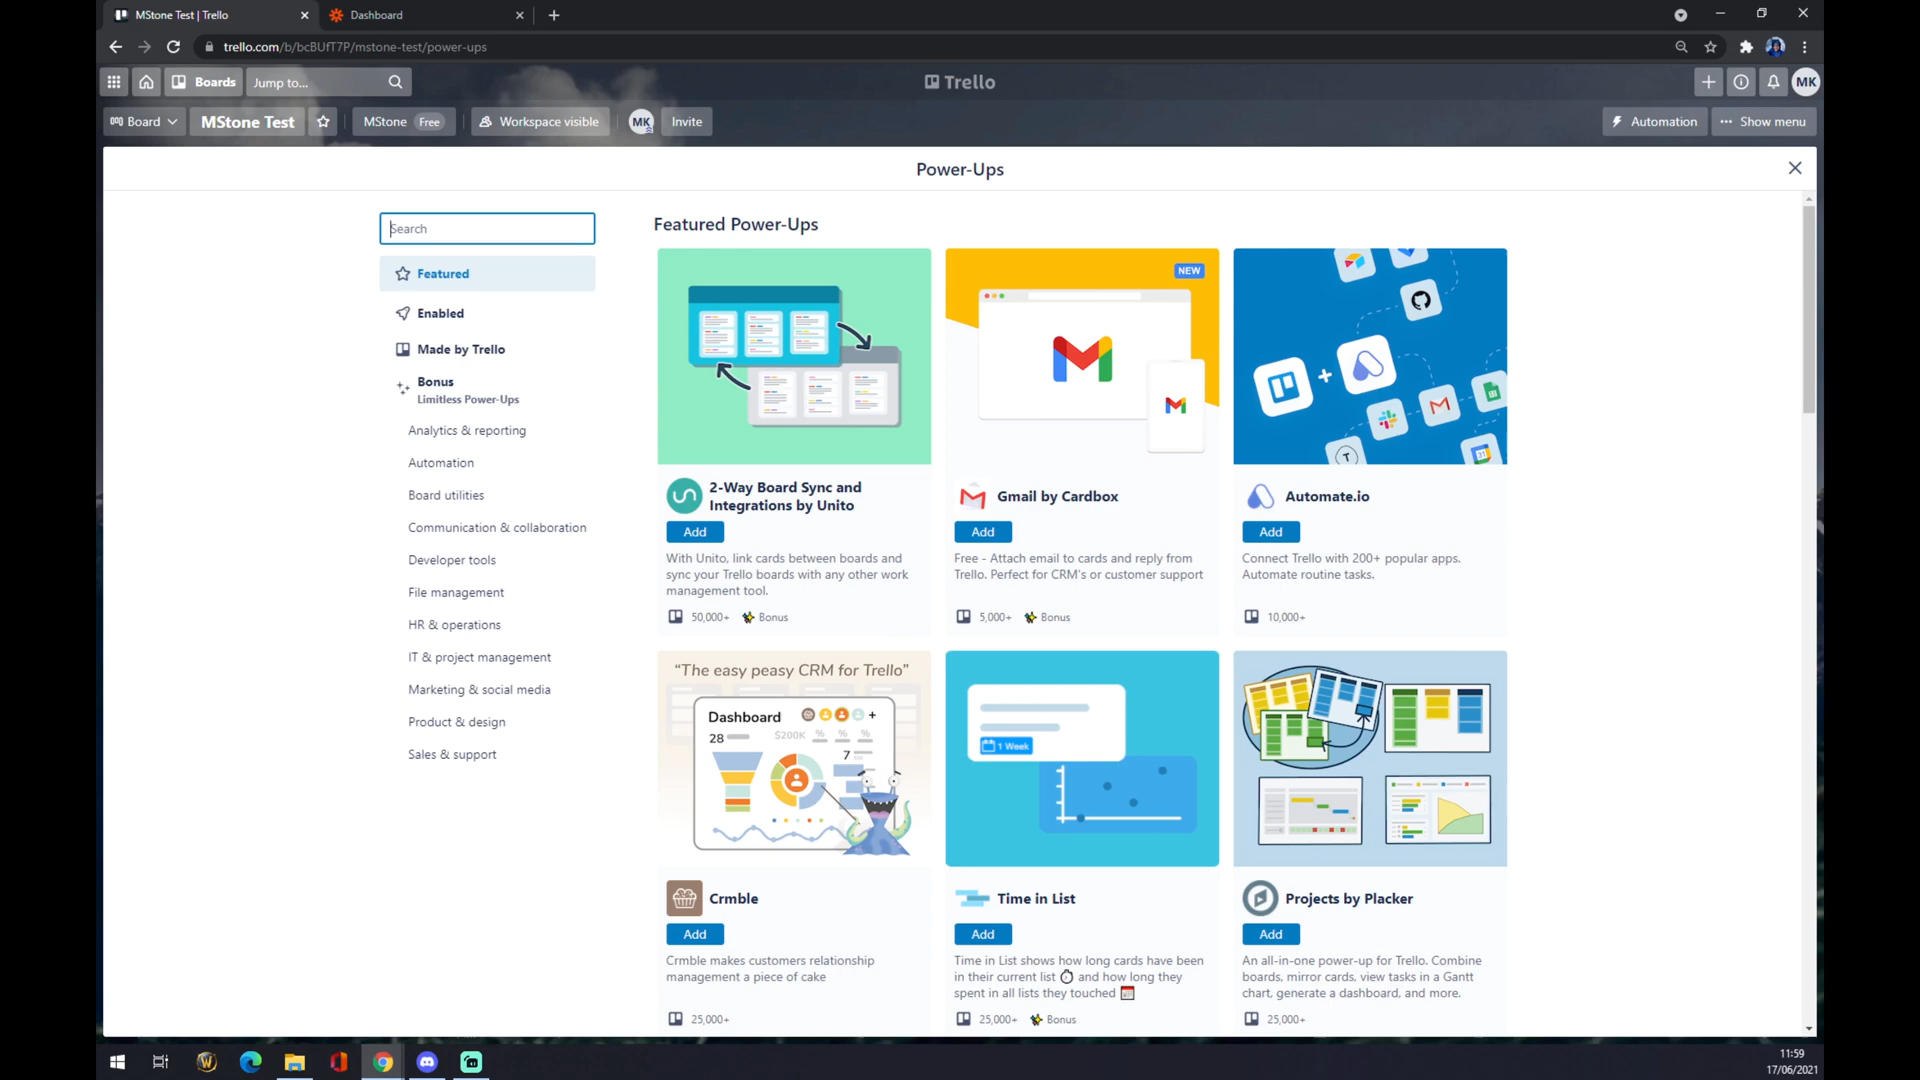 MStone Test | Trello
Dashboard
trello.com/b/bcBUfT7P/mstone-test/power-ups
Boards
Jump to...
Trello
MK
Board
MStone Test
MStone Free
Workspace visible
MK
Invite
Automation
Show menu
Power-Ups
Search
Featured
Enabled
Made by Trello
Bonus
Limitless Power-Ups
Analytics & reporting
Automation
Board utilities
Communication & collaboration
Developer tools
File management
HR & operations
IT & project management
Marketing & social media
Product & design
Sales & support
Featured Power-Ups
2-Way Board Sync and
Integrations by Unito
Add
With Unito, link cards between boards and
sync your Trello boards with any other work
management tool.
50,000+ Bonus
NEW
Gmail by Cardbox
Add
Free - Attach email to cards and reply from
Trello. Perfect for CRM's or customer support
5,000+ Bonus
Automate.io
Add
Connect Trello with 200+ popular apps.
Automate routine tasks.
10,000+
“The easy peasy CRM for Trello”
Dashboard
28
$200K % % %
7
Crmble
Add
Crmble makes customers relationship
management a piece of cake
25,000+
1 Week
Time in List
Add
Time in List shows how long cards have been
in their current list and how long they
spent in all lists they touched
25,000+ Bonus
Projects by Placker
Add
An all-in-one power-up for Trello. Combine
boards, mirror cards, view tasks in a Gantt
chart, generate a dashboard, and more.
25,000+
11:59
17/06/2021